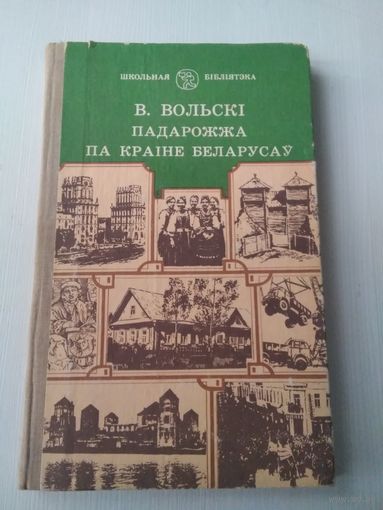 ШКОЛЬНАЯ БІБЛІЯТЭКА
В. ВОЛЬСКІ
ПАДАРОЖЖА
ПА КРАІНЕ БЕЛАРУСАЎ